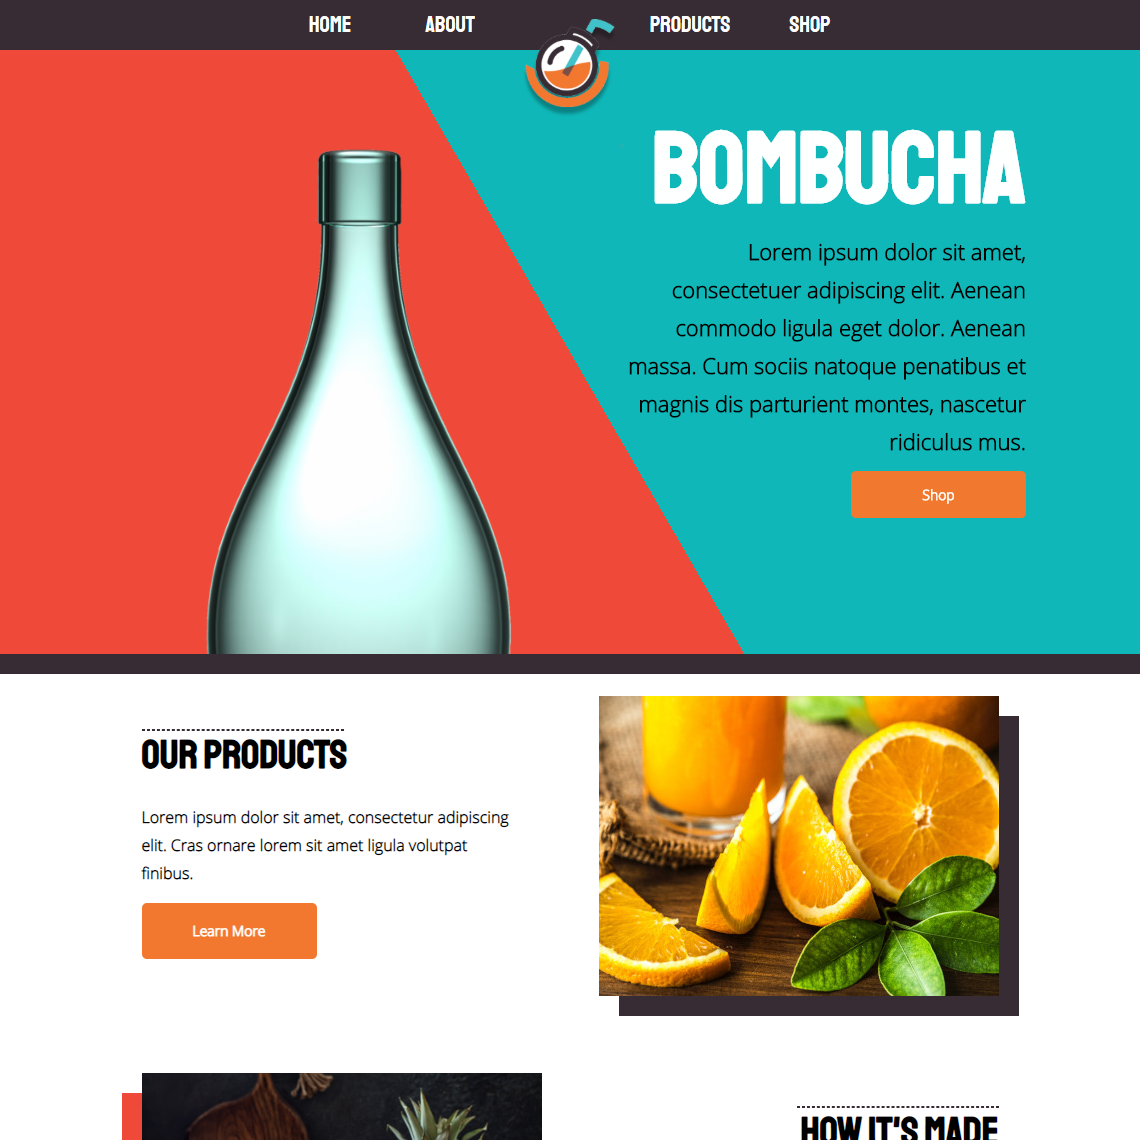 HOME ABOUT PRODUCTS SHOP
BOMBUCHA
Lorem ipsum dolor sit amet,
consectetuer adipiscing elit. Aenean
commodo ligula eget dolor. Aenean
massa. Cum sociis natoque penatibus et
magnis dis parturient montes, nascetur
ridiculus mus.
Shop
OUR PRODUCTS
Lorem ipsum dolor sit amet, consectetur adipiscing
elit. Cras ornare lorem sit amet ligula volutpat
finibus.
Learn More
HOW IT'S MADE